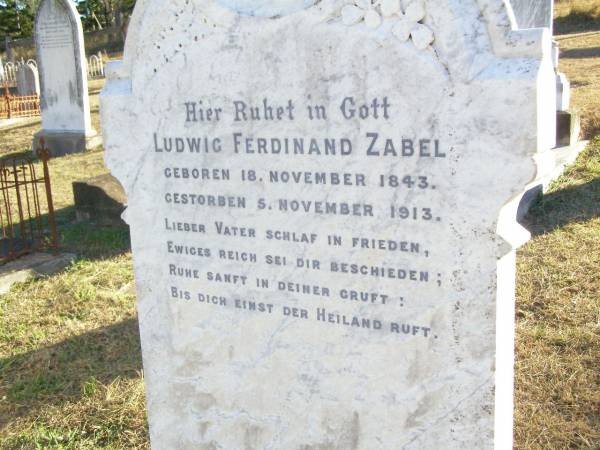 Hier Ruhet in Gott
Ludwig Ferdinand Zabel
geboren 18. November 1843.
gestorben 5. November 1913.
Lieber Vater schlaf in frieden,
Ewiges reich sei dir beschieden;
Ruhe sanft in deiner gruft:
Bis dich einst der Heiland ruft.